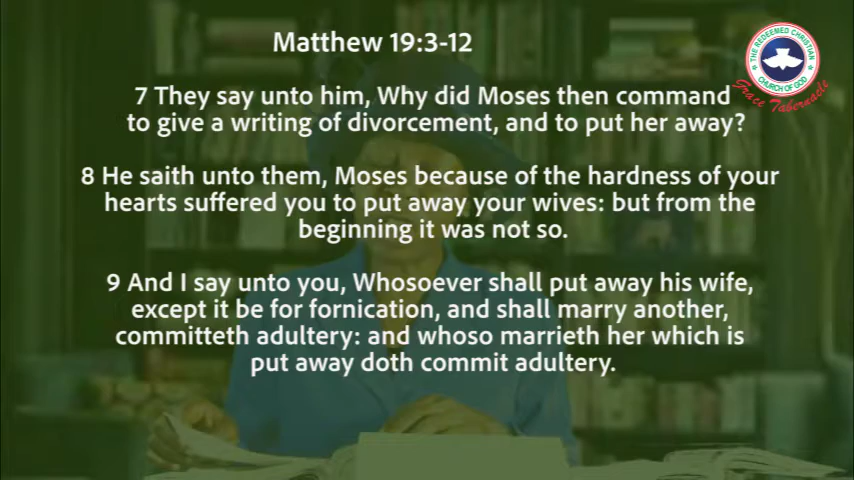 Matthew 19:3-12
THE REDEEMED CHRISTIAN
CHURCH OF GOD
Grace Tabernacle
7 They say unto him, Why did Moses then command
to give a writing of divorcement, and to put her away?
8 He saith unto them, Moses because of the hardness of your
hearts suffered you to put away your wives: but from the
beginning it was not so.
9 And I say unto you, Whosoever shall put away his wife,
except it be for fornication, and shall marry another,
committeth adultery: and whoso marrieth her which is
put away doth commit adultery.